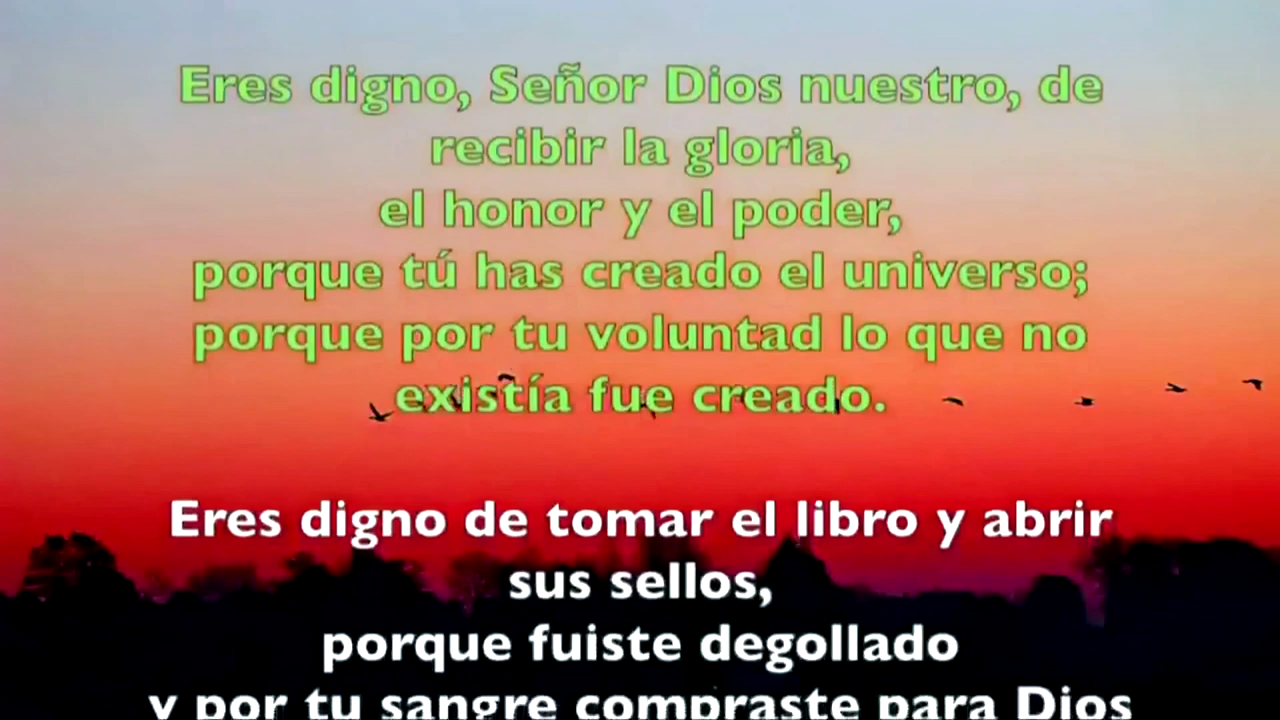 Eres digno, Señor Dios nuestro, de
recibir la gloria,
el honor y el poder,
porque tú has creado el universo;
porque por tu voluntad lo que no
existía fue creado.
Eres digno de tomar el libro y abrir
sus sellos,
porque fuiste degollado
y por tu sangre compraste para Dios